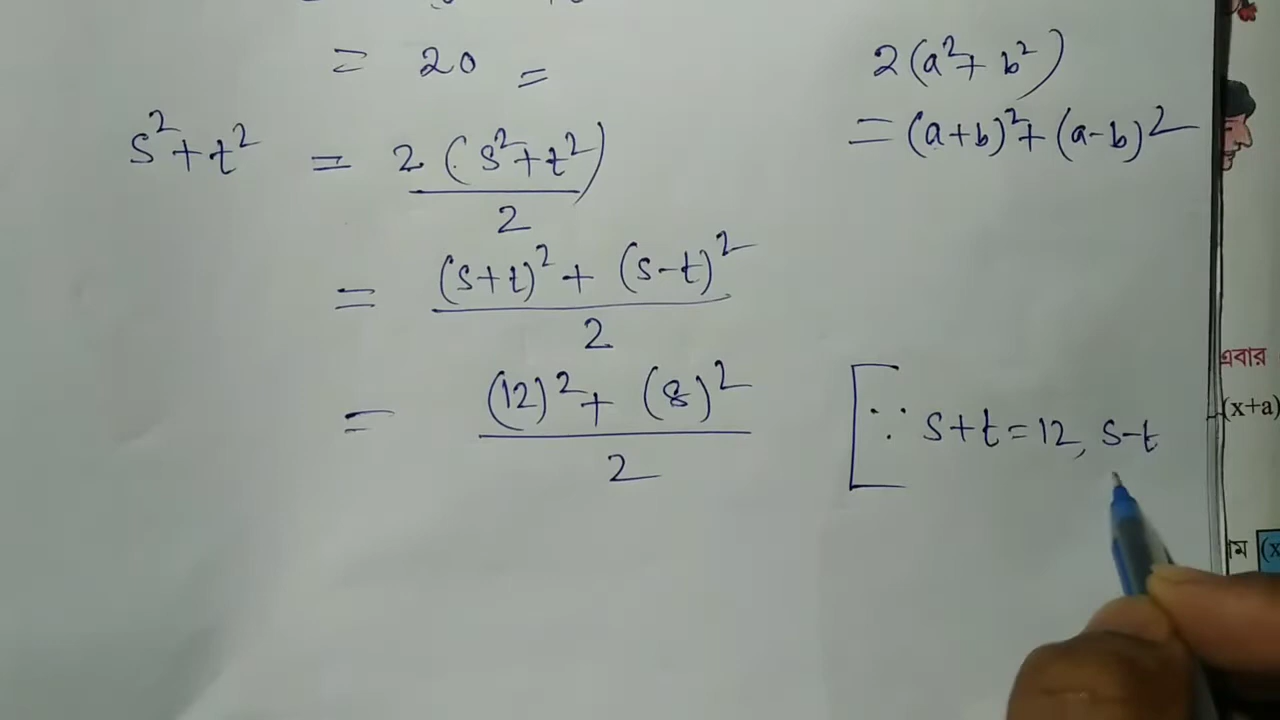 = 20 =
2(a²+ b²)
s²+t² = 2(s²+t²)/2
= (a+b)²+(a-b)²
= (s+t)²+(s-t)²/2
= (12)²+(8)²/2
[∵ s+t=12, s-t
এবার
(x+a)
(x